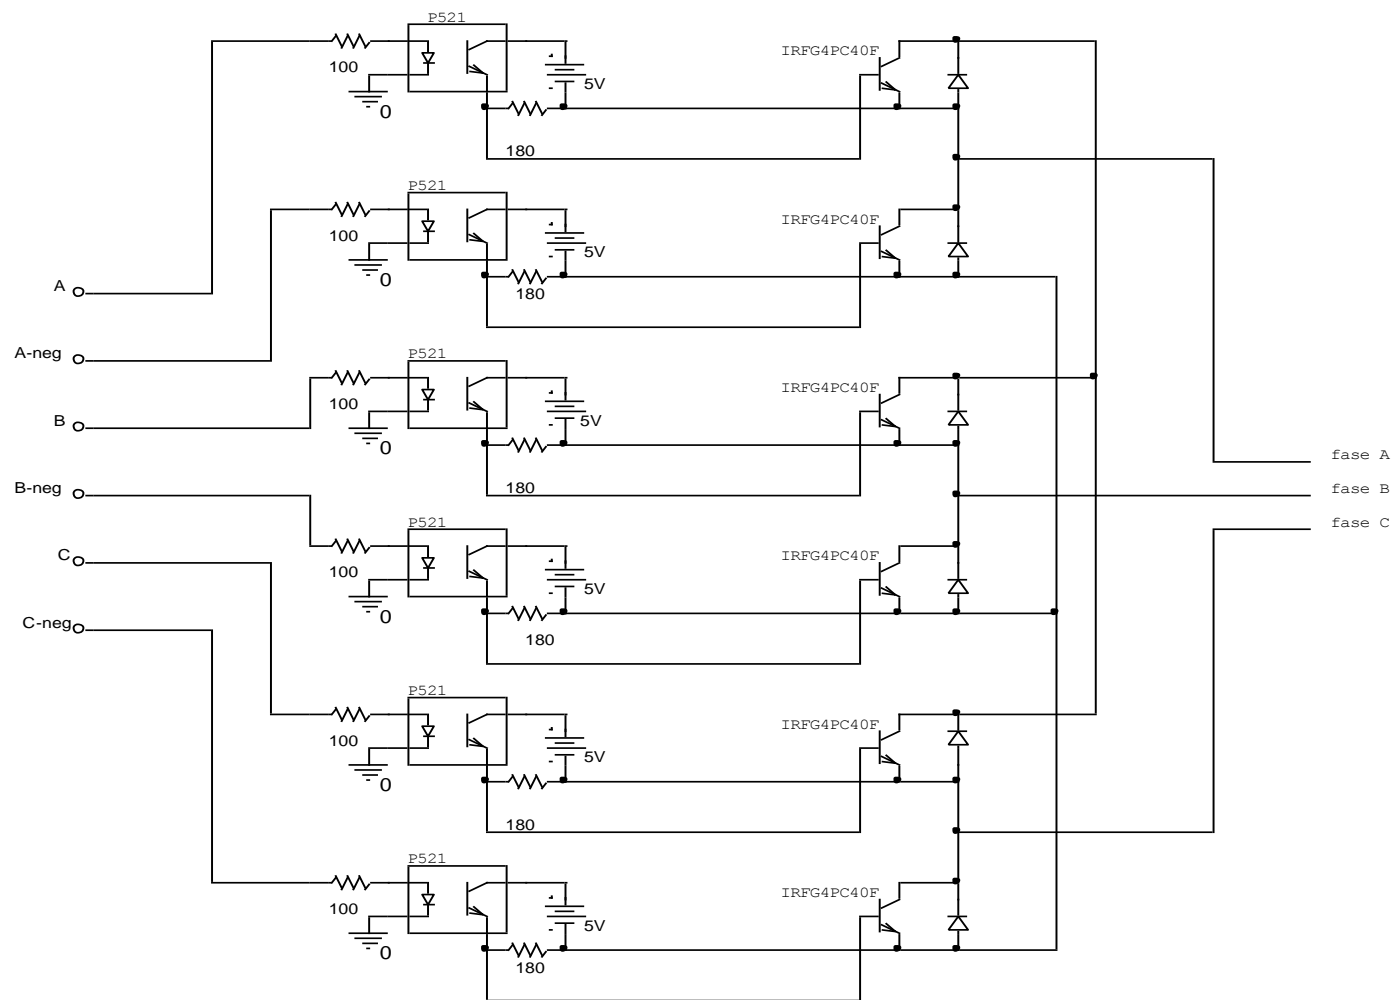 P521
IRFG4PC40F
100
5V
0
180
P521
IRFG4PC40F
100
5V
0
180
A
A-neg
P521
IRFG4PC40F
100
5V
B
0
fase A
B-neg
180
fase B
fase C
P521
C
IRFG4PC40F
100
5V
0
C-neg
180
P521
IRFG4PC40F
100
5V
0
180
P521
IRFG4PC40F
100
5V
0
180